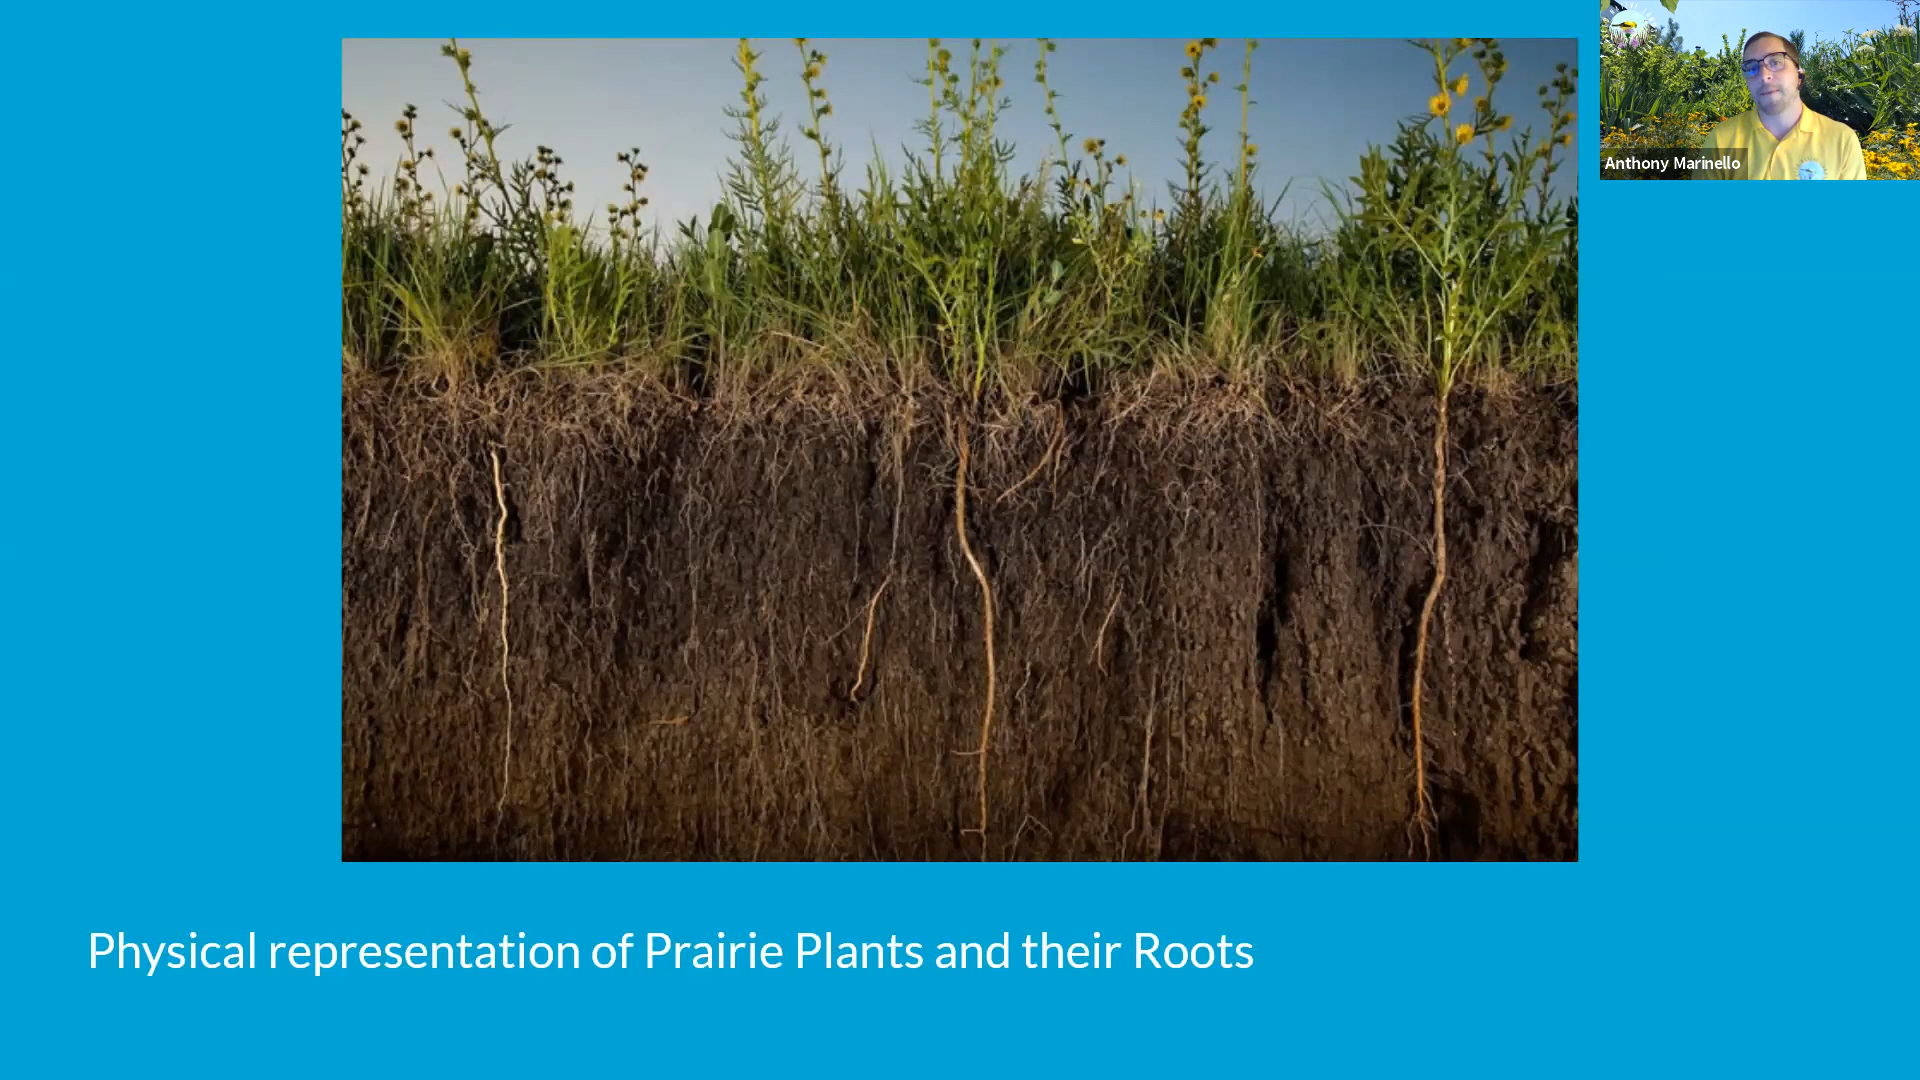 Anthony Marinello
Physical representation of Prairie Plants and their Roots